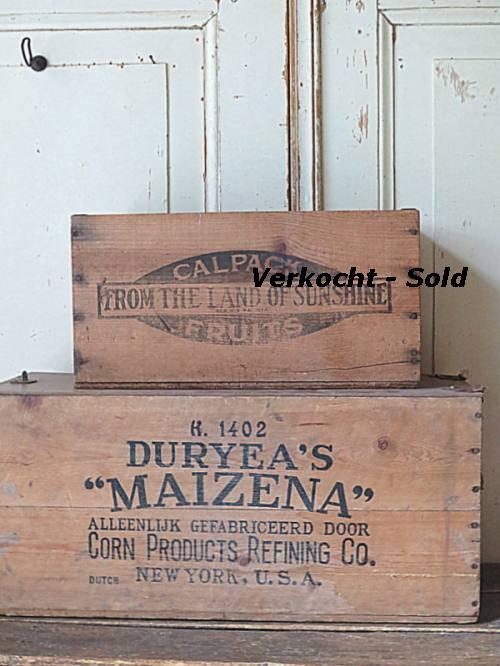 CALPACK
Verkocht - Sold
FROM THE LAND OF SUNSHINE
FRUITS
K. 1402
DURYEA'S
"MAIZENA"
ALLEENLIJK GEFABRICEERD DOOR
CORN PRODUCTS REFINING CO.
DUTCH NEW YORK, U.S.A.